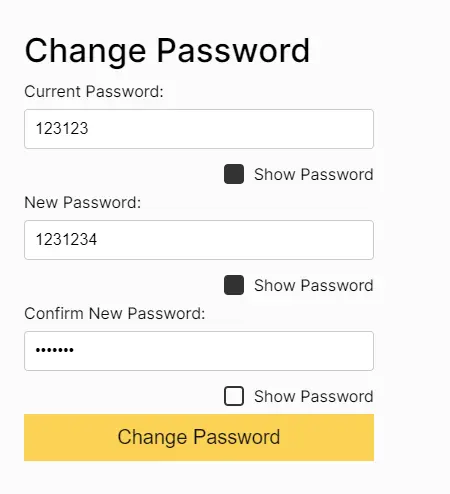 Change Password
Current Password:
123123
Show Password
New Password:
1231234
Show Password
Confirm New Password:
•••••••
Show Password
Change Password